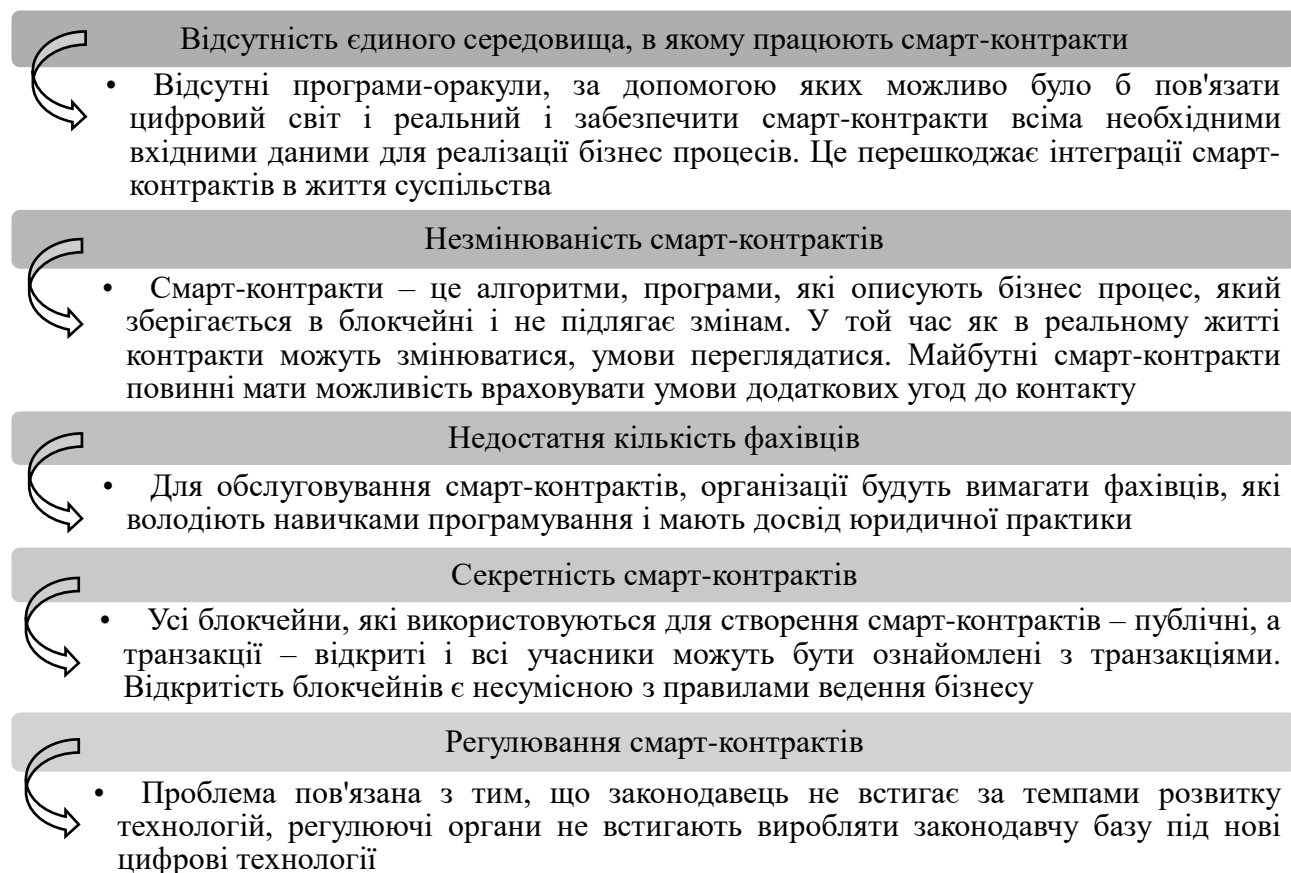 Відсутність єдиного середовища, в якому працюють смарт-контракти
• Відсутні програми-оракули, за допомогою яких можливо було б пов'язати
цифровий світ і реальний і забезпечити смарт-контракти всіма необхідними
вхідними даними для реалізації бізнес процесів. Це перешкоджає інтеграції смарт-
контрактів в життя суспільства
Незмінюваність смарт-контрактів
• Смарт-контракти – це алгоритми, програми, які описують бізнес процес, який
зберігається в блокчейні і не підлягає змінам. У той час як в реальному житті
контракти можуть змінюватися, умови переглядатися. Майбутні смарт-контракти
повинні мати можливість враховувати умови додаткових угод до контакту
Недостатня кількість фахівців
• Для обслуговування смарт-контрактів, організації будуть вимагати фахівців, які
володіють навичками програмування і мають досвід юридичної практики
Секретність смарт-контрактів
• Усі блокчейни, які використовуються для створення смарт-контрактів – публічні, а
транзакції – відкриті і всі учасники можуть бути ознайомлені з транзакціями.
Відкритість блокчейнів є несумісною з правилами ведення бізнесу
Регулювання смарт-контрактів
• Проблема пов'язана з тим, що законодавець не встигає за темпами розвитку
технологій, регулюючі органи не встигають виробляти законодавчу базу під нові
цифрові технології